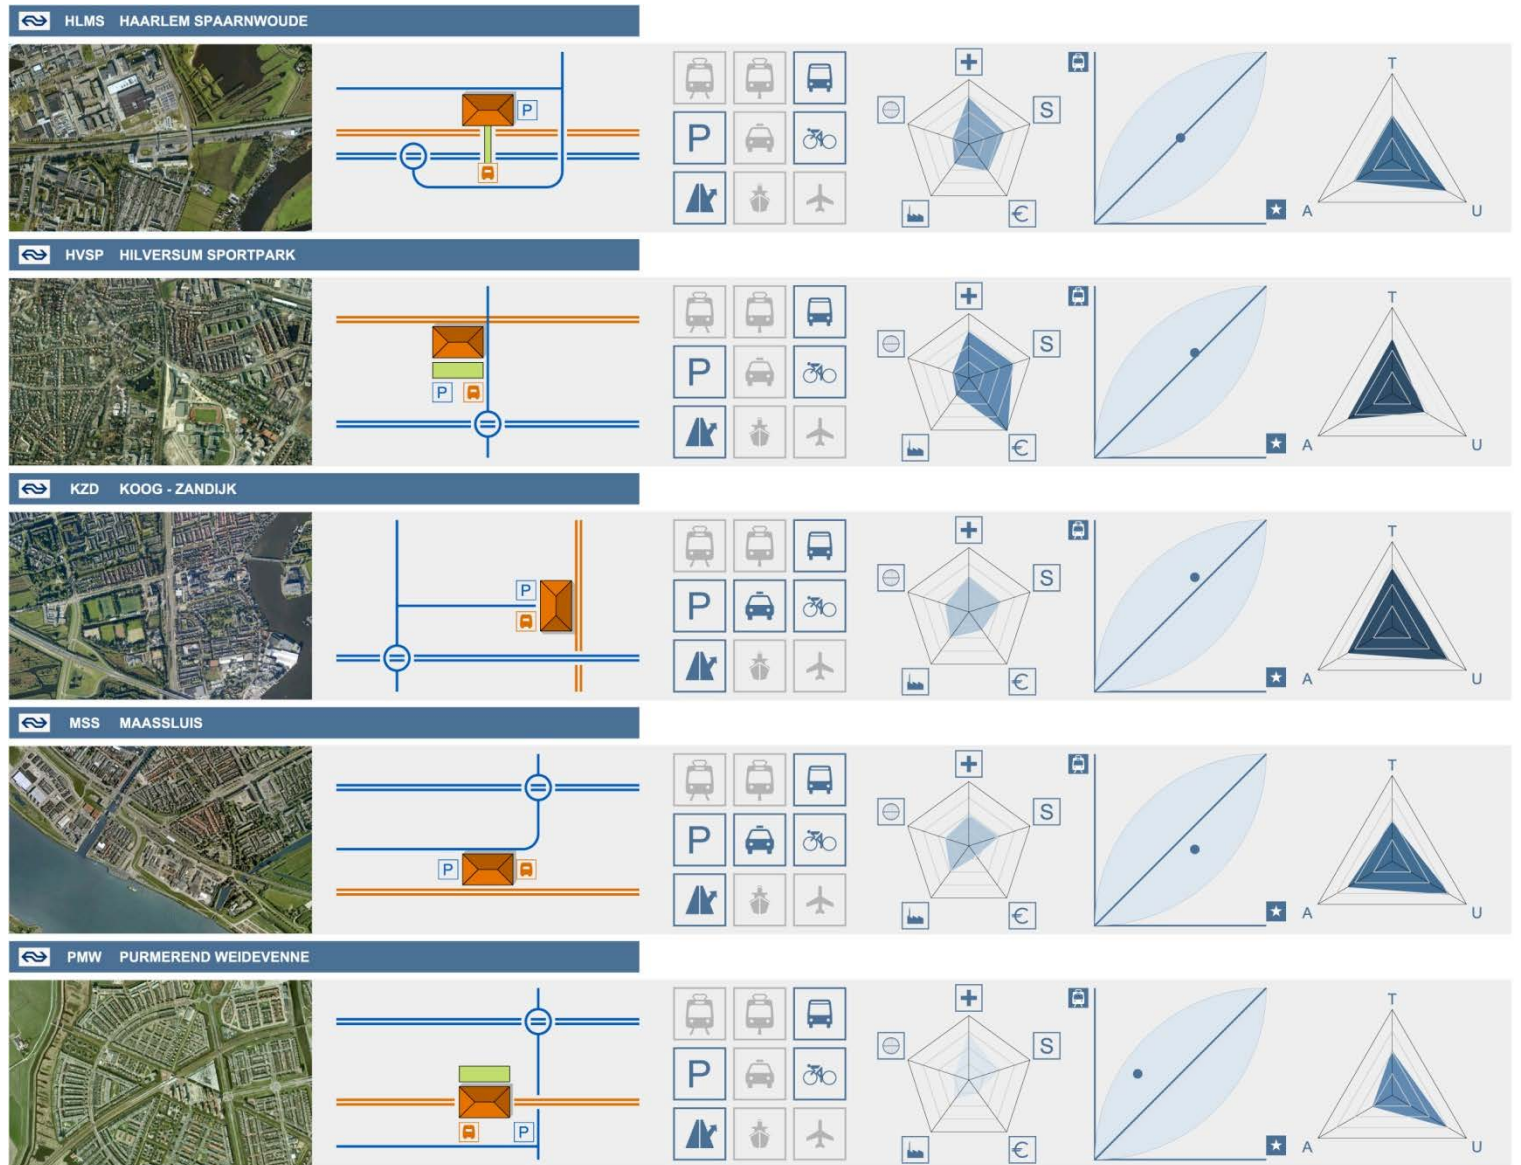 HLMS HAARLEM SPAARNWOUDE
P
P
S
€
T
A
U
HVSP HILVERSUM SPORTPARK
P
P
S
€
T
A
U
KZD KOOG - ZANDIJK
P
P
S
€
T
A
U
MSS MAASSLUIS
P
P
S
€
T
A
U
PMW PURMEREND WEIDEVENNE
P
P
S
€
T
A
U